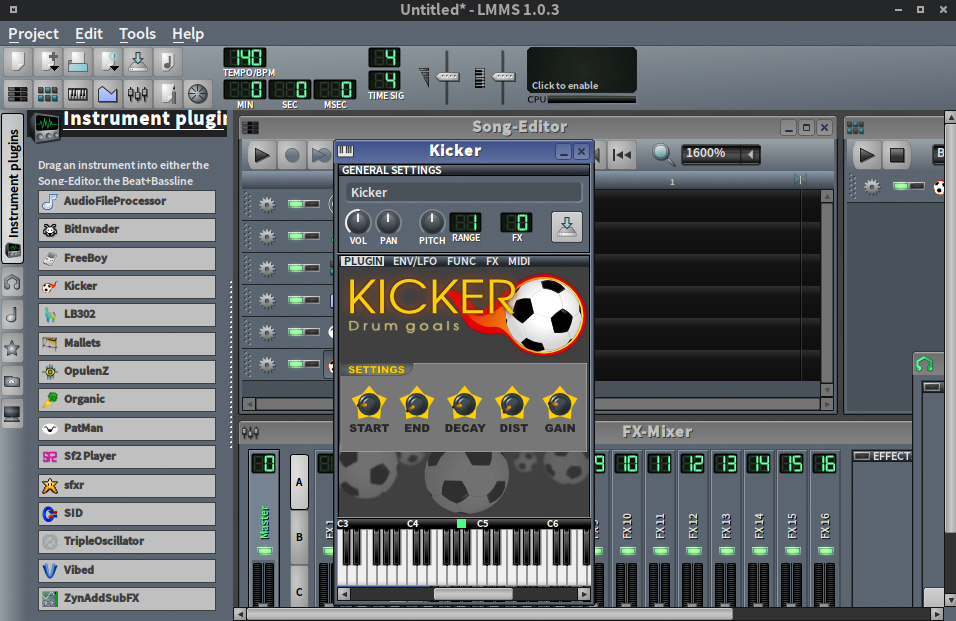 Untitled* - LMMS 1.0.3
Project Edit Tools Help
140
TEMPO/BPM
0 0 0
MIN SEC MSEC
4
4
TIME SIG
Click to enable
CPU
Instrument plugins
Instrument plugin
Drag an instrument into either the
Song-Editor, the Beat+Bassline
AudioFileProcessor
BitInvader
FreeBoy
Kicker
LB302
Mallets
OpulenZ
Organic
PatMan
Sf2 Player
sfxr
SID
TripleOscillator
Vibed
ZynAddSubFX
Song-Editor
1600%
1
Kicker
GENERAL SETTINGS
Kicker
VOL PAN PITCH 1 RANGE 0 FX
PLUGIN ENV/LFO FUNC FX MIDI
KICKER
Drum goals
SETTINGS
START END DECAY DIST GAIN
C3 C4 C5 C6
FX-Mixer
0 9 10 11 12 13 14 15 16
Master
A
B
C
FX1
FX10 FX11 FX12 FX13 FX14 FX15 FX16
EFFECT